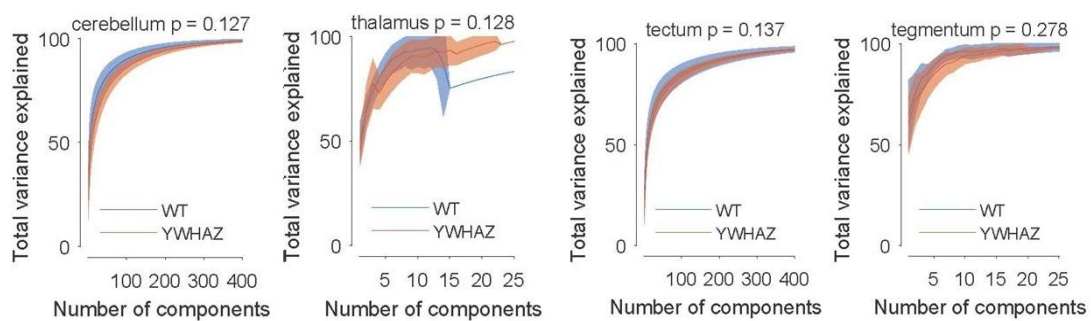 cerebellum p = 0.127
Total variance explained
100
50
0
WT
YWHAZ
100 200 300 400
Number of components
thalamus p = 0.128
Total variance explained
100
50
0
WT
YWHAZ
5 10 15 20 25
Number of components
tectum p = 0.137
Total variance explained
100
50
0
WT
YWHAZ
100 200 300 400
Number of components
tegmentum p = 0.278
Total variance explained
100
50
0
WT
YWHAZ
5 10 15 20 25
Number of components